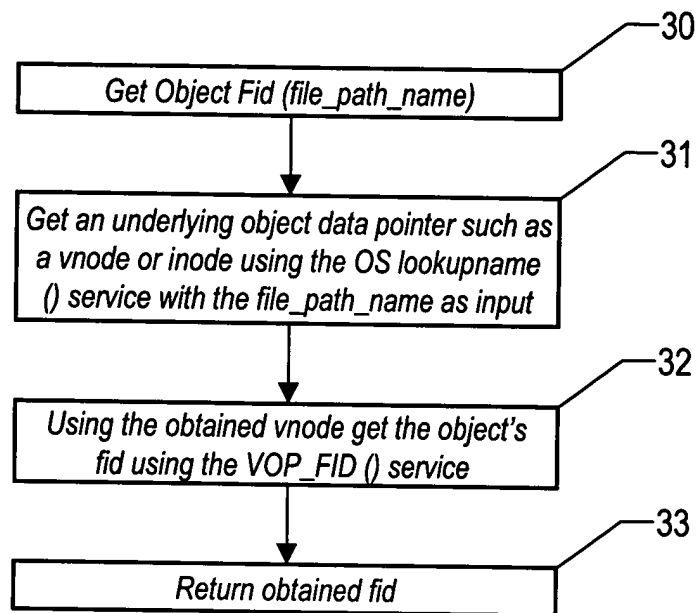 30
Get Object Fid (file_path_name)
31
Get an underlying object data pointer such as
a vnode or inode using the OS lookupname
() service with the file_path_name as input
32
Using the obtained vnode get the object's
fid using the VOP_FID () service
33
Return obtained fid